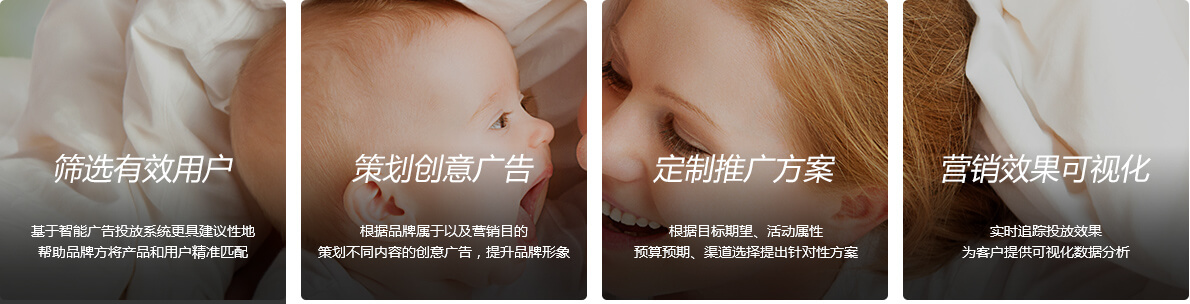 筛选有效用户
基于智能广告投放系统更具建议性地
帮助品牌方将产品和用户精准匹配
策划创意广告
根据品牌属于以及营销目的
策划不同内容的创意广告，提升品牌形象
定制推广方案
根据目标期望、活动属性
预算预期、渠道选择提出针对性方案
营销效果可视化
实时追踪投放效果
为客户提供可视化数据分析